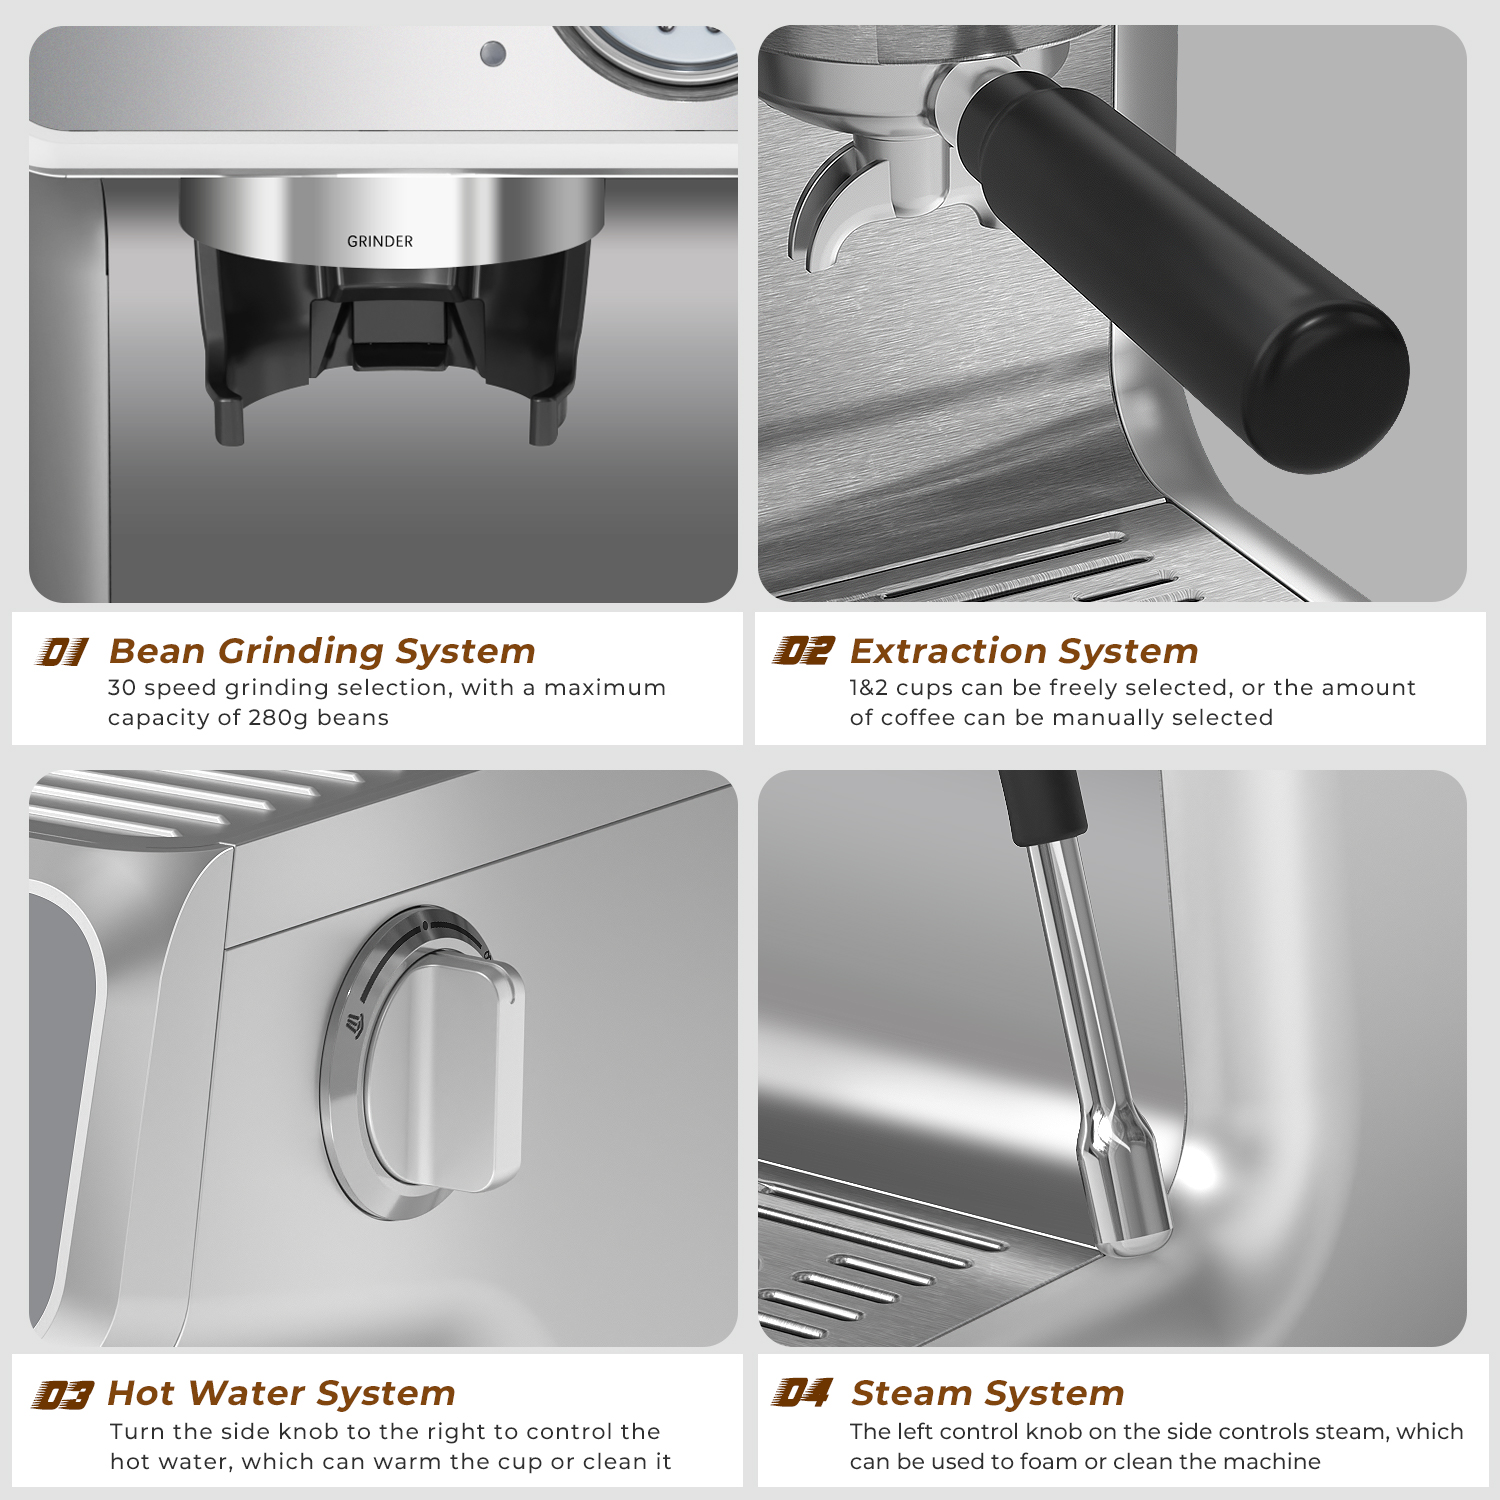 GRINDER
01 Bean Grinding System
30 speed grinding selection, with a maximum
capacity of 280g beans
02 Extraction System
1&2 cups can be freely selected, or the amount
of coffee can be manually selected
03 Hot Water System
Turn the side knob to the right to control the
hot water, which can warm the cup or clean it
04 Steam System
The left control knob on the side controls steam, which
can be used to foam or clean the machine